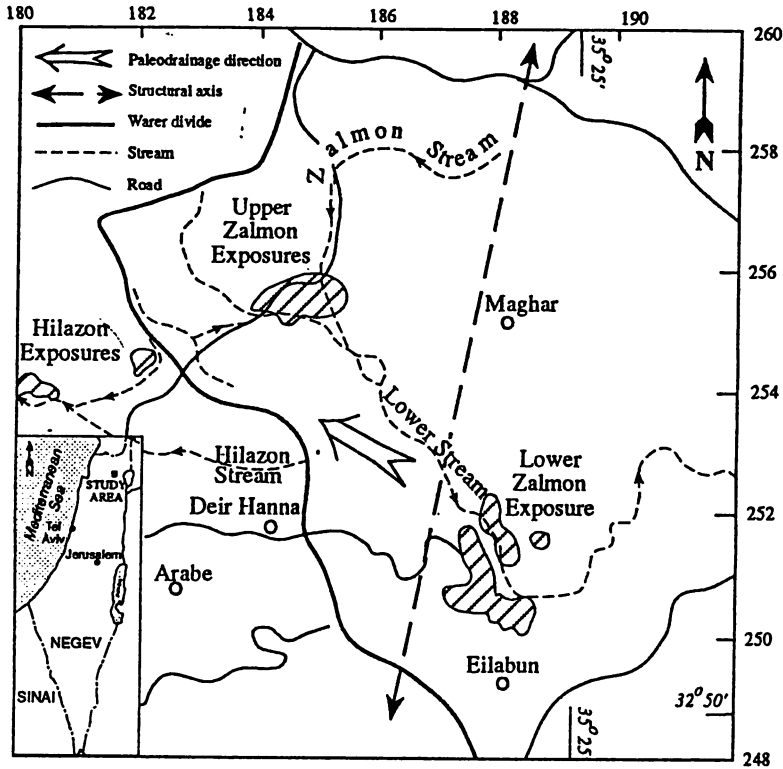 180 182 184 186 188 190
260
258
256
254
252
250
248
35° 25'
Paleodrainage direction
Structural axis
Warer divide
Stream
Road
N
Zalmon Stream
Upper
Zalmon
Exposures
Maghar
Hilazon
Exposures
Lower Stream
Hilazon
Stream
Lower
Zalmon
Exposure
Deir Hanna
Arabe
Eilabun
32° 50'
35° 25'
N
Mediterranean
Sea
STUDY
AREA
Tel
Aviv
Jerusalem
NEGEV
SINAI